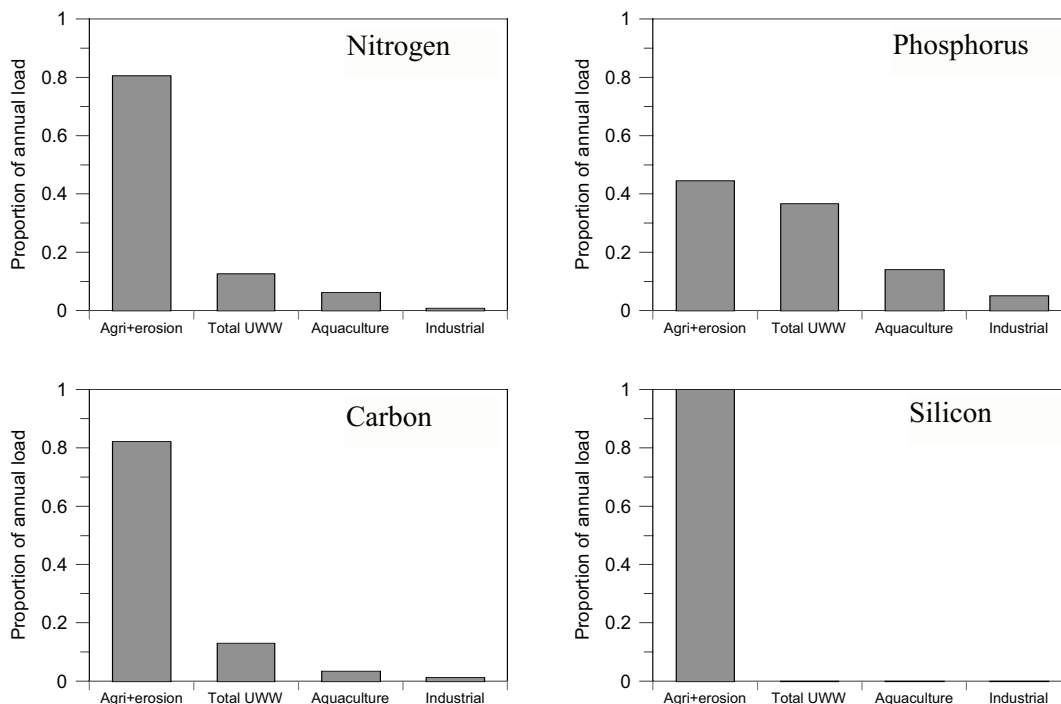 Nitrogen
Proportion of annual load
1
0.8
0.6
0.4
0.2
0
Agri+erosion Total UWW Aquaculture Industrial
Phosphorus
Proportion of annual load
1
0.8
0.6
0.4
0.2
0
Agri+erosion Total UWW Aquaculture Industrial
Carbon
Proportion of annual load
1
0.8
0.6
0.4
0.2
0
Agri+erosion Total UWW Aquaculture Industrial
Silicon
Proportion of annual load
1
0.8
0.6
0.4
0.2
0
Agri+erosion Total UWW Aquaculture Industrial